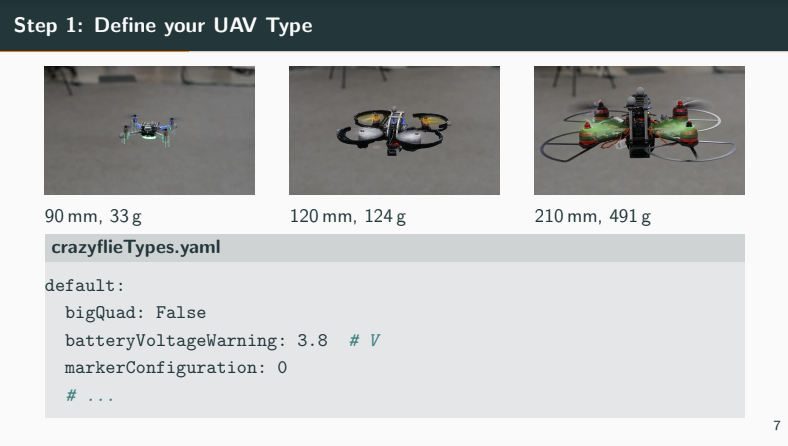 Step 1: Define your UAV Type
90 mm, 33 g
120 mm, 124 g
210 mm, 491 g
crazyflieTypes.yaml
default:
  bigQuad: False
  batteryVoltageWarning: 3.8  # V
  markerConfiguration: 0
  # ...
7